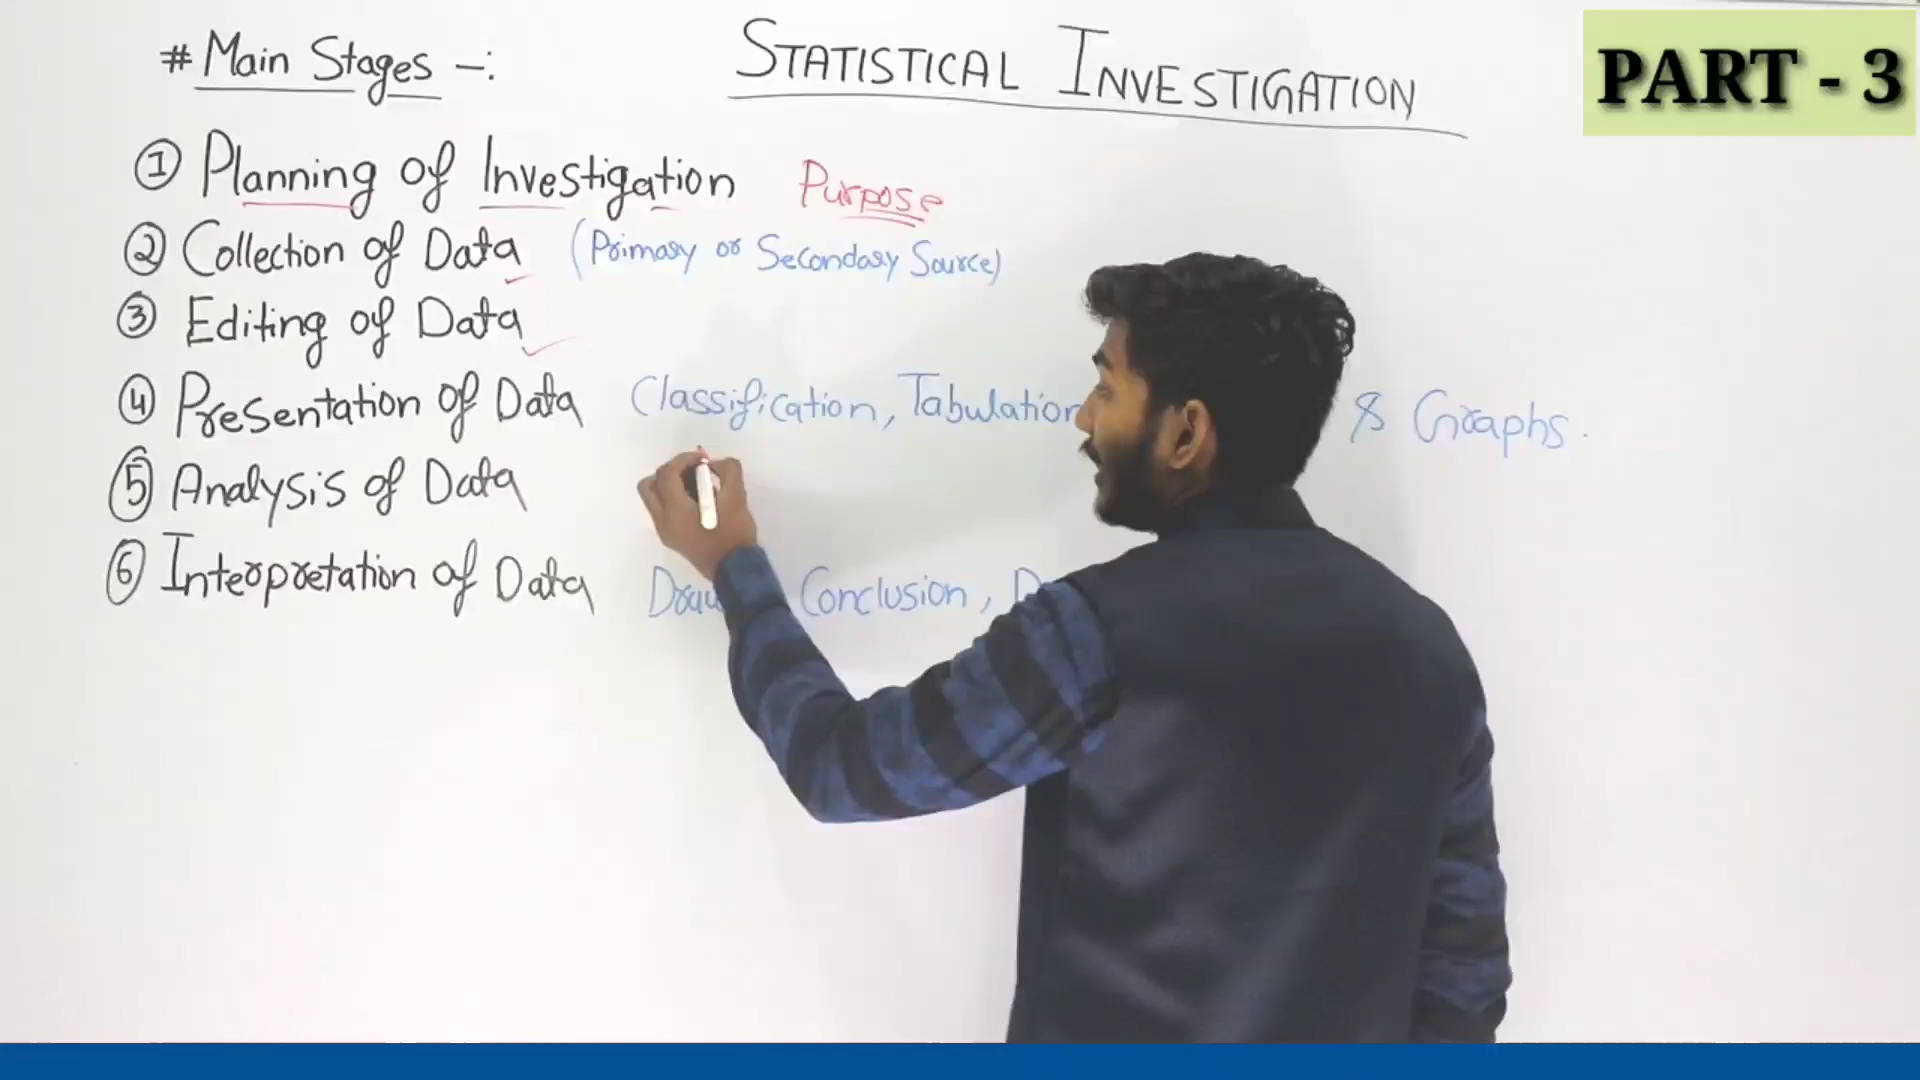 # Main Stages -:
STATISTICAL INVESTIGATION
PART - 3
① Planning of Investigation Purpose
② Collection of Data (Primary or Secondary Source)
③ Editing of Data
④ Presentation of Data Classification, Tabulation & Graphs.
⑤ Analysis of Data
⑥ Interpretation of Data Conclusion,